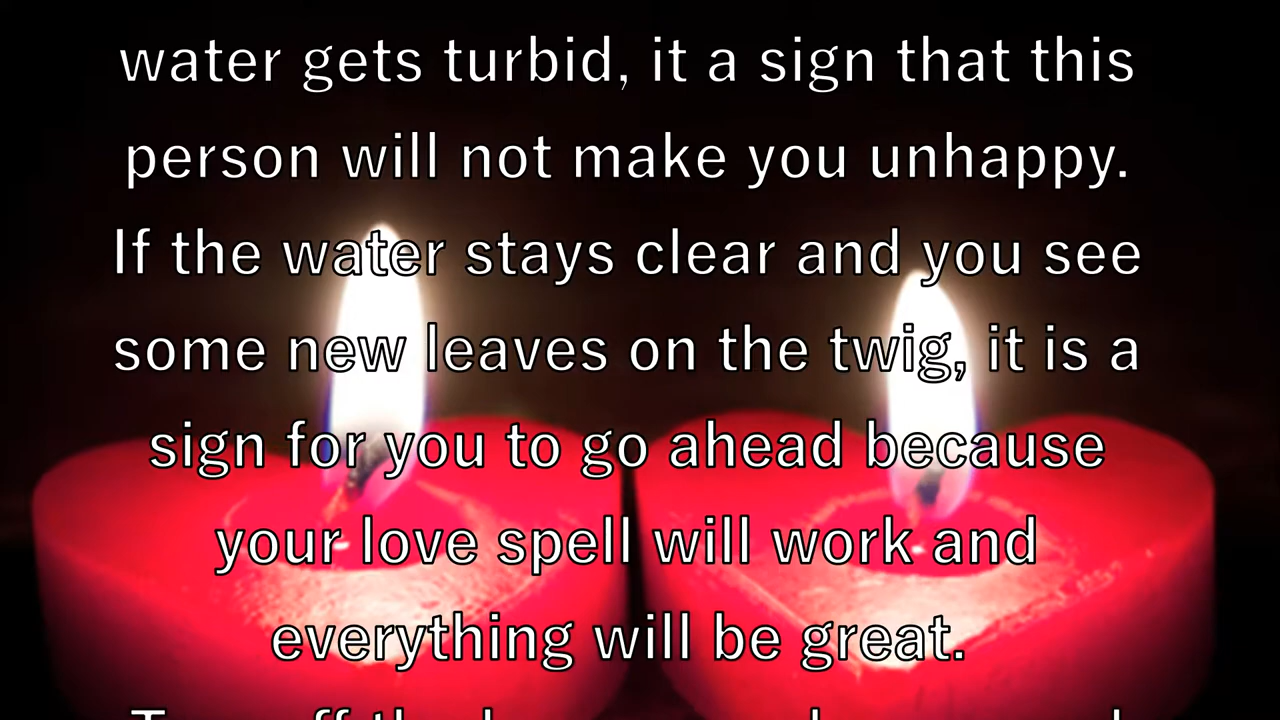 water gets turbid, it a sign that this
person will not make you unhappy.
If the water stays clear and you see
some new leaves on the twig, it is a
sign for you to go ahead because
your love spell will work and
everything will be great.